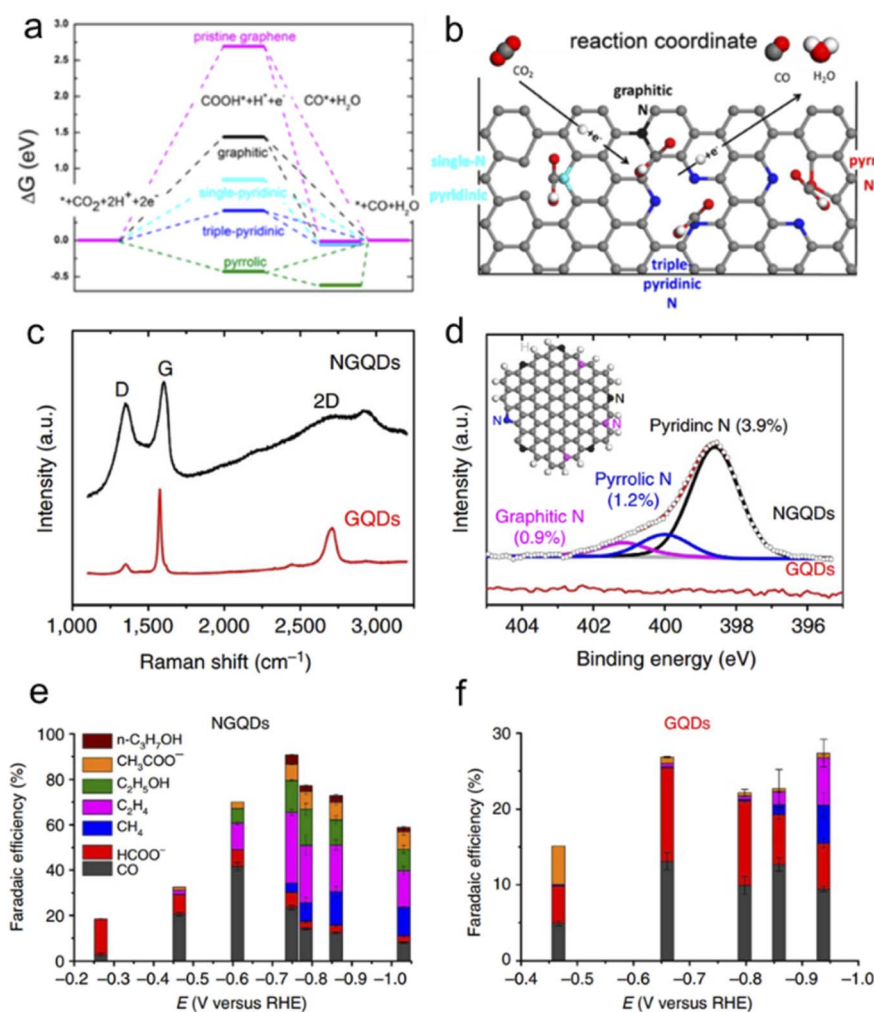 a
3.0
2.5
2.0
1.5
1.0
0.5
0.0
-0.5
ΔG (eV)
pristine graphene
COOH*+H⁺+e⁻
CO*+H₂O
graphitic
single-pyridinic
*+CO₂+2H⁺+2e⁻
*+CO+H₂O
triple-pyridinic
pyrrolic
b
reaction coordinate
CO₂
CO
H₂O
graphitic
N
+e⁻
+e⁻
single-N
pyridinic
pyrr
N
triple-
pyridinic
N
c
Intensity (a.u.)
D
G
2D
NGQDs
GQDs
1,000
1,500
2,000
2,500
3,000
Raman shift (cm⁻¹)
d
Intensity (a.u.)
H
N
N
N
Pyridinc N (3.9%)
Pyrrolic N
(1.2%)
Graphitic N
(0.9%)
NGQDs
GQDs
404
402
400
398
396
Binding energy (eV)
e
NGQDs
Faradaic efficiency (%)
100
80
60
40
20
0
n-C₃H₇OH
CH₃COO⁻
C₂H₅OH
C₂H₄
CH₄
HCOO⁻
CO
−0.2
−0.3
−0.4
−0.5
−0.6
−0.7
−0.8
−0.9
−1.0
E (V versus RHE)
f
GQDs
Faradaic efficiency (%)
30
20
10
0
−0.4
−0.5
−0.6
−0.7
−0.8
−0.9
−1.0
E (V versus RHE)